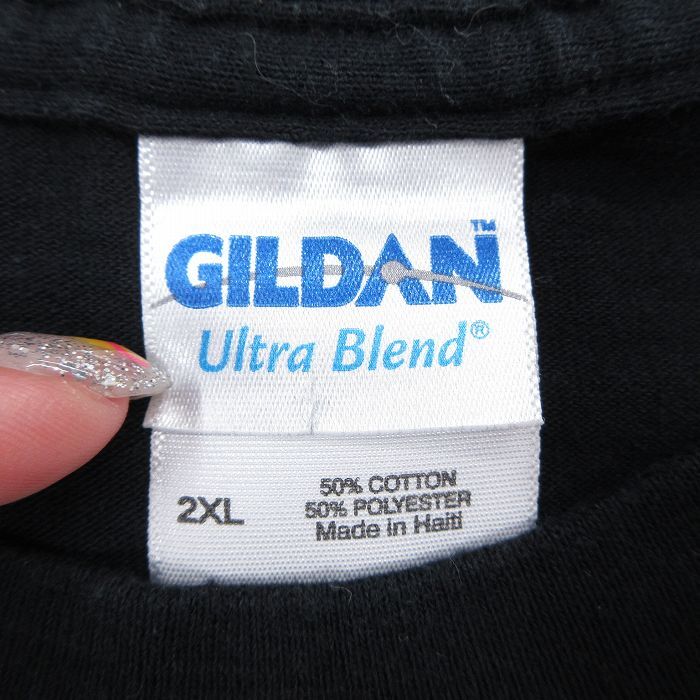 GILDAN™
Ultra Blend®
2XL
50% COTTON
50% POLYESTER
Made in Haiti